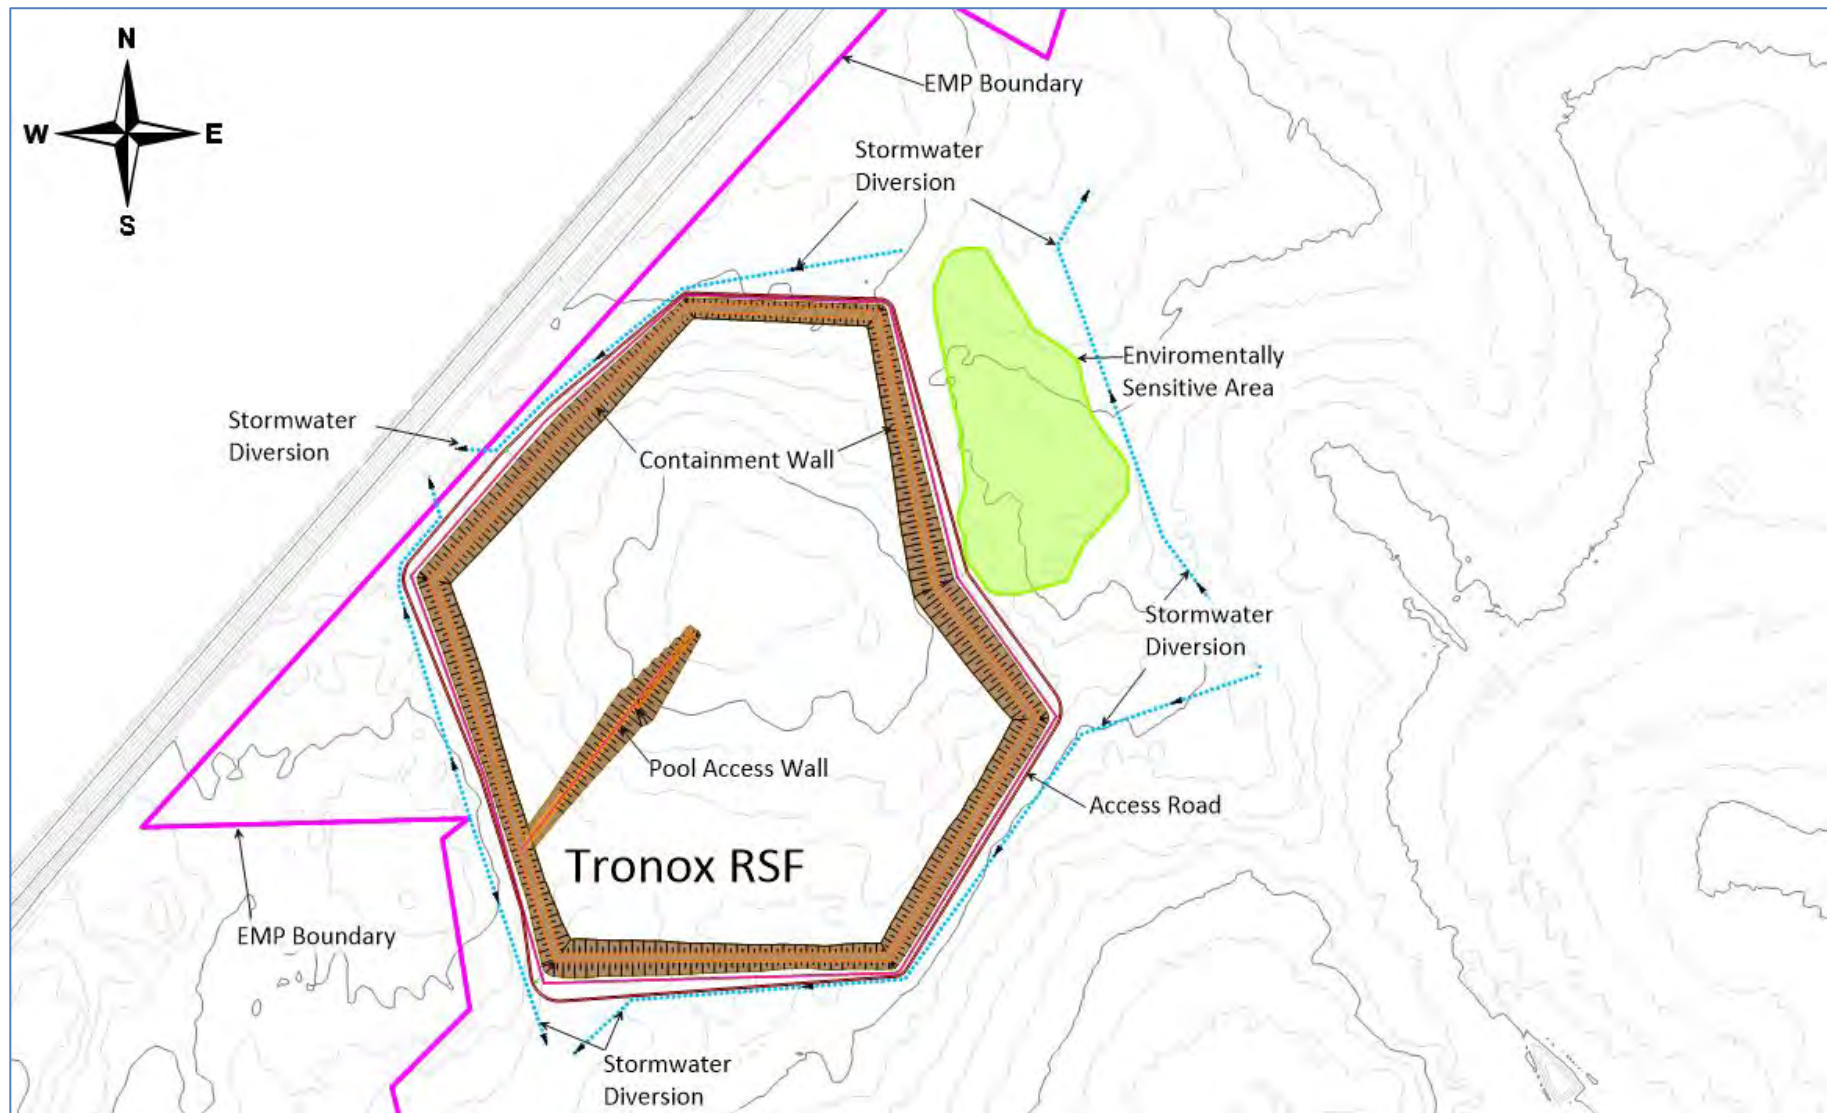 N
W
E
S
EMP Boundary
Stormwater
Diversion
Enviromentally
Sensitive Area
Stormwater
Diversion
Containment Wall
Stormwater
Diversion
Pool Access Wall
Access Road
Tronox RSF
EMP Boundary
Stormwater
Diversion